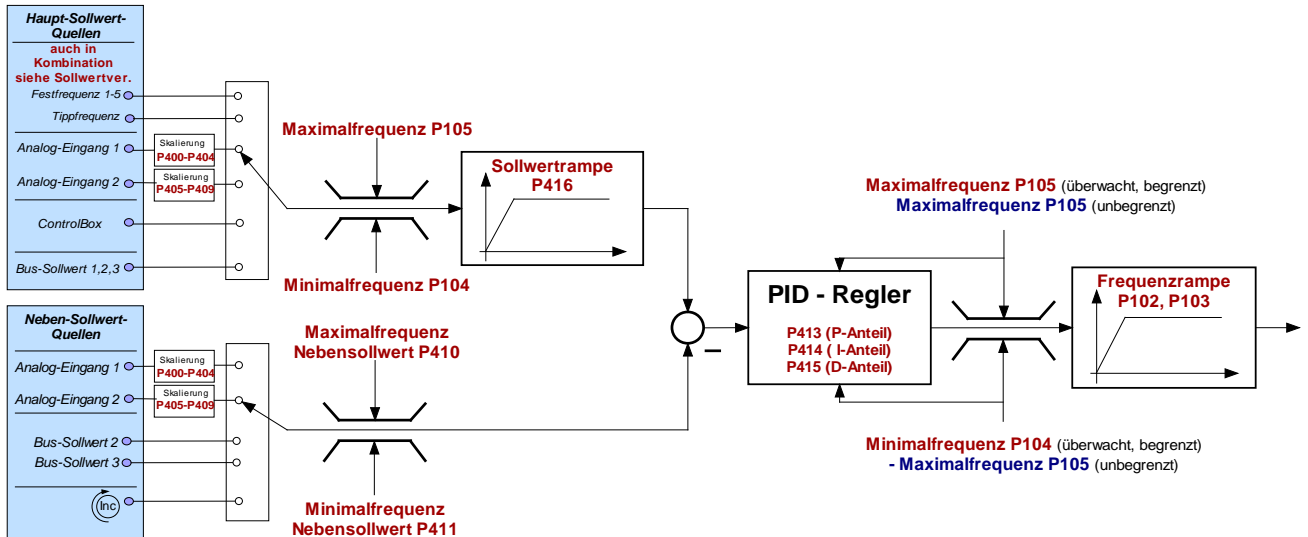 Haupt-Sollwert-
Quellen
auch in
Kombination
siehe Sollwertver.
Festfrequenz 1-5
Tippfrequenz
Analog-Eingang 1
Skalierung
P400-P404
Analog-Eingang 2
Skalierung
P405-P409
ControlBox
Bus-Sollwert 1,2,3
Maximalfrequenz P105
Minimalfrequenz P104
Sollwertrampe
P416
Neben-Sollwert-
Quellen
Analog-Eingang 1
Skalierung
P400-P404
Analog-Eingang 2
Skalierung
P405-P409
Bus-Sollwert 2
Bus-Sollwert 3
Inc
Maximalfrequenz
Nebensollwert P410
Minimalfrequenz
Nebensollwert P411
–
PID - Regler
P413 (P-Anteil)
P414 ( I-Anteil)
P415 (D-Anteil)
Maximalfrequenz P105 (überwacht, begrenzt)
Maximalfrequenz P105 (unbegrenzt)
Minimalfrequenz P104 (überwacht, begrenzt)
- Maximalfrequenz P105 (unbegrenzt)
Frequenzrampe
P102, P103